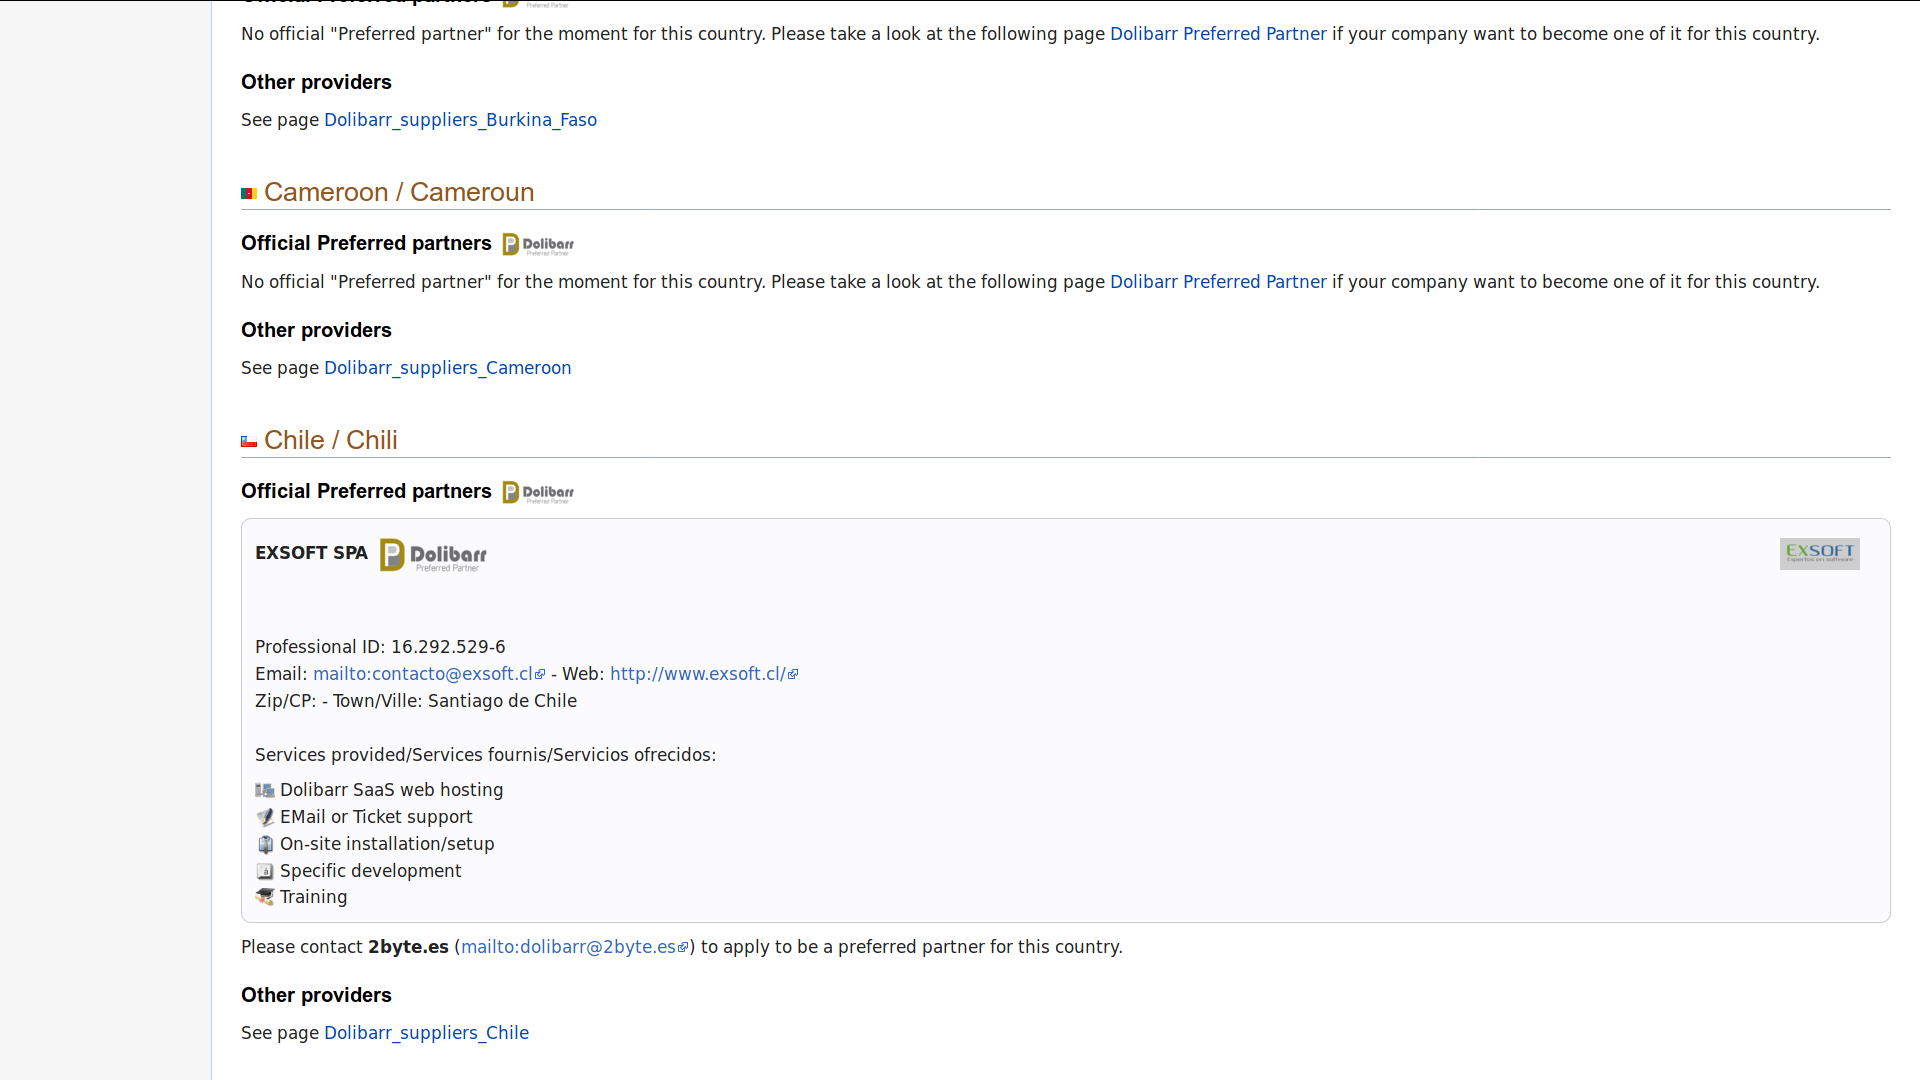 No official "Preferred partner" for the moment for this country. Please take a look at the following page Dolibarr Preferred Partner if your company want to become one of it for this country.
Other providers
See page Dolibarr_suppliers_Burkina_Faso
Cameroon / Cameroun
Official Preferred partners P Dolibarr Preferred Partner
No official "Preferred partner" for the moment for this country. Please take a look at the following page Dolibarr Preferred Partner if your company want to become one of it for this country.
Other providers
See page Dolibarr_suppliers_Cameroon
Chile / Chili
Official Preferred partners P Dolibarr Preferred Partner
EXSOFT SPA P Dolibarr Preferred Partner
EXSOFT
Expertos en software
Professional ID: 16.292.529-6
Email: mailto:contacto@exsoft.cl - Web: http://www.exsoft.cl/
Zip/CP: - Town/Ville: Santiago de Chile
Services provided/Services fournis/Servicios ofrecidos:
Dolibarr SaaS web hosting
EMail or Ticket support
On-site installation/setup
Specific development
Training
Please contact 2byte.es (mailto:dolibarr@2byte.es) to apply to be a preferred partner for this country.
Other providers
See page Dolibarr_suppliers_Chile